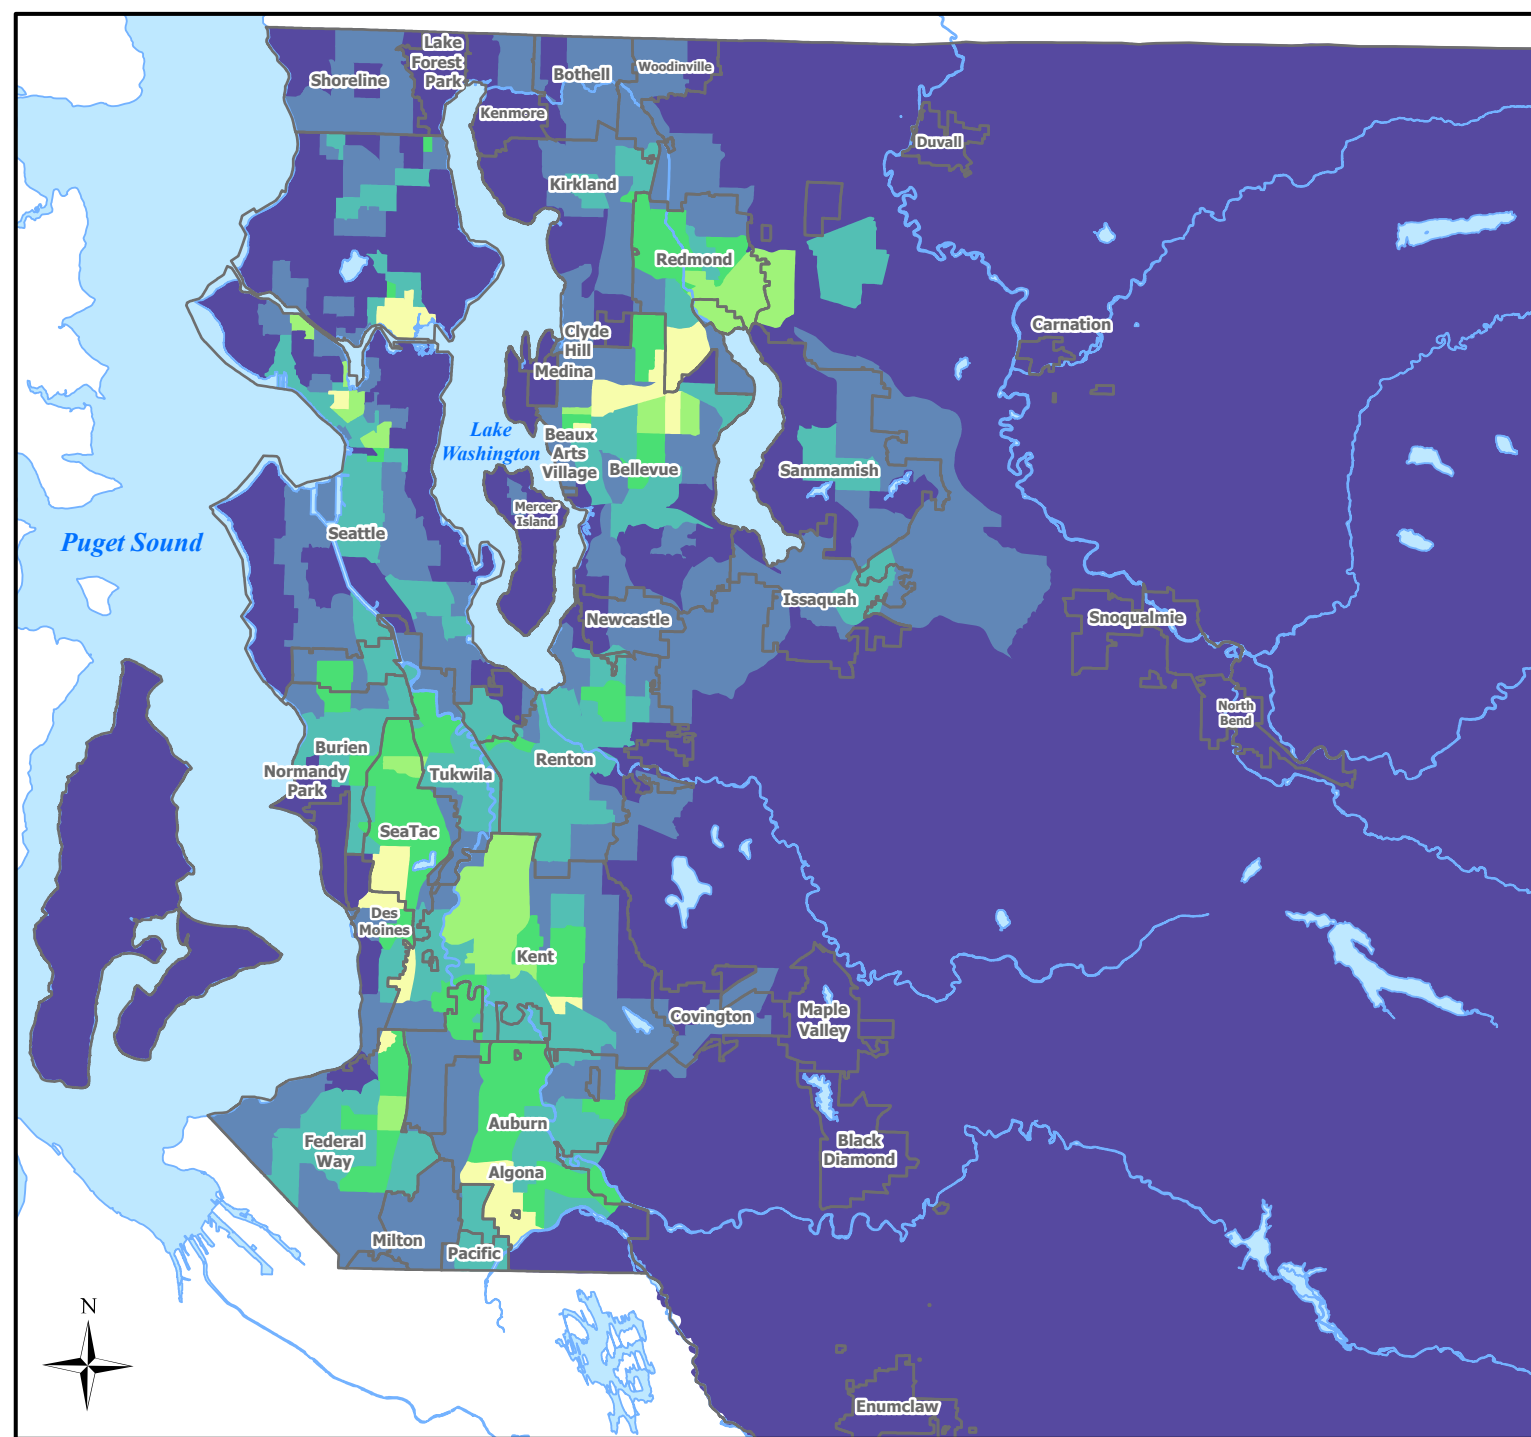 Lake
Forest
Park
Shoreline
Bothell
Woodinville
Kenmore
Duvall
Kirkland
Redmond
Carnation
Clyde
Hill
Medina
Lake
Washington
Beaux
Arts
Village
Bellevue
Sammamish
Mercer
Island
Seattle
Puget Sound
Issaquah
Newcastle
Snoqualmie
North
Bend
Burien
Normandy
Park
Tukwila
Renton
SeaTac
Des
Moines
Kent
Covington
Maple
Valley
Auburn
Federal
Way
Algona
Black
Diamond
Milton
Pacific
N
Enumclaw